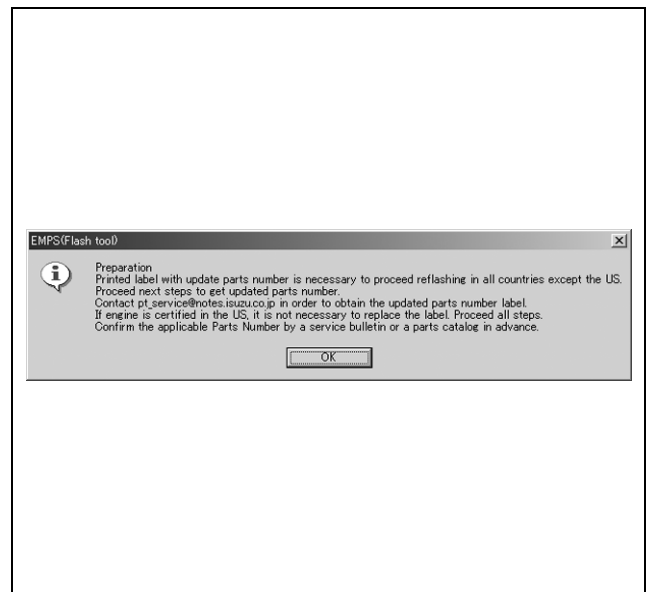 EMPS(Flash tool)
Preparation
Printed label with update parts number is necessary to proceed reflashing in all countries except the US.
Proceed next steps to get updated parts number.
Contact pt_service@notes.isuzu.co.jp in order to obtain the updated parts number label.
If engine is certified in the US, it is not necessary to replace the label. Proceed all steps.
Confirm the applicable Parts Number by a service bulletin or a parts catalog in advance.
OK